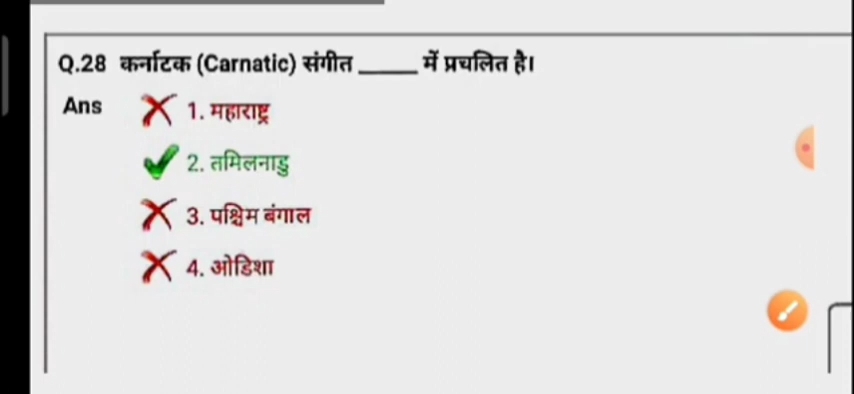 Q.28 कर्नाटक (Carnatic) संगीत _____ में प्रचलित है।
Ans 1. महाराष्ट्र
2. तमिलनाडु
3. पश्चिम बंगाल
4. ओडिशा